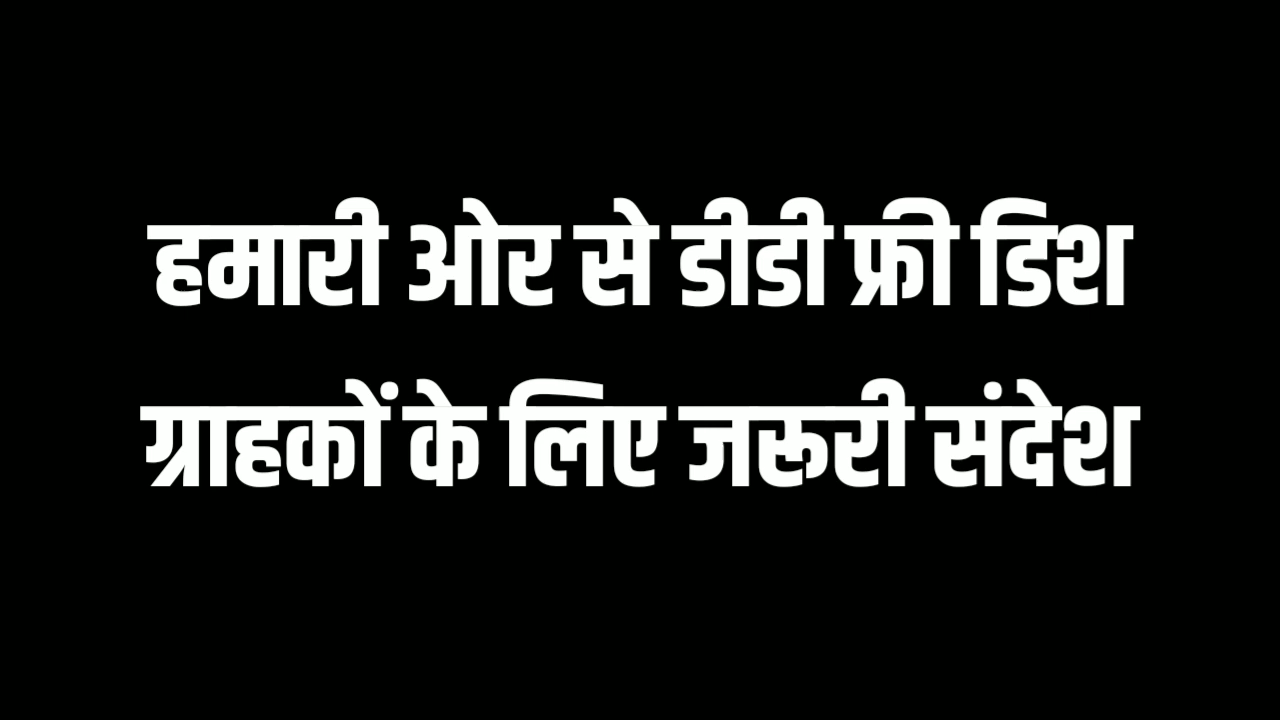 हमारी ओर से डीडी फ्री डिश
ग्राहकों के लिए जरूरी संदेश